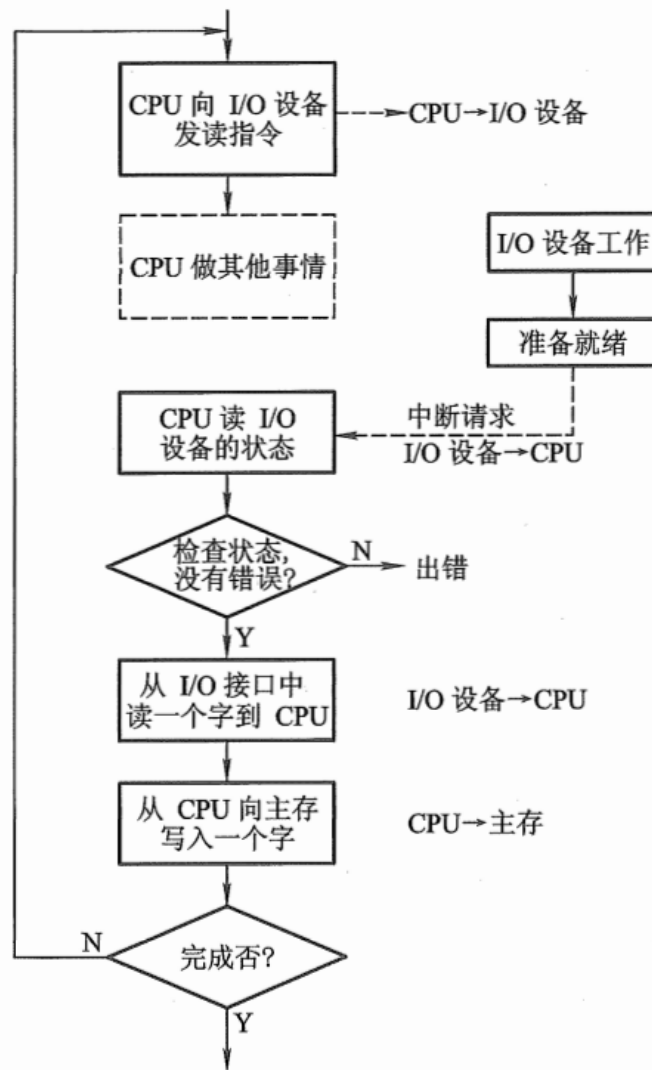 CPU 向 I/O 设备
发读指令
CPU→I/O 设备
CPU 做其他事情
I/O 设备工作
准备就绪
中断请求
I/O 设备→CPU
CPU 读 I/O
设备的状态
检查状态,
没有错误?
N
出错
Y
从 I/O 接口中
读一个字到 CPU
I/O 设备→CPU
从 CPU 向主存
写入一个字
CPU→主存
N
完成否?
Y